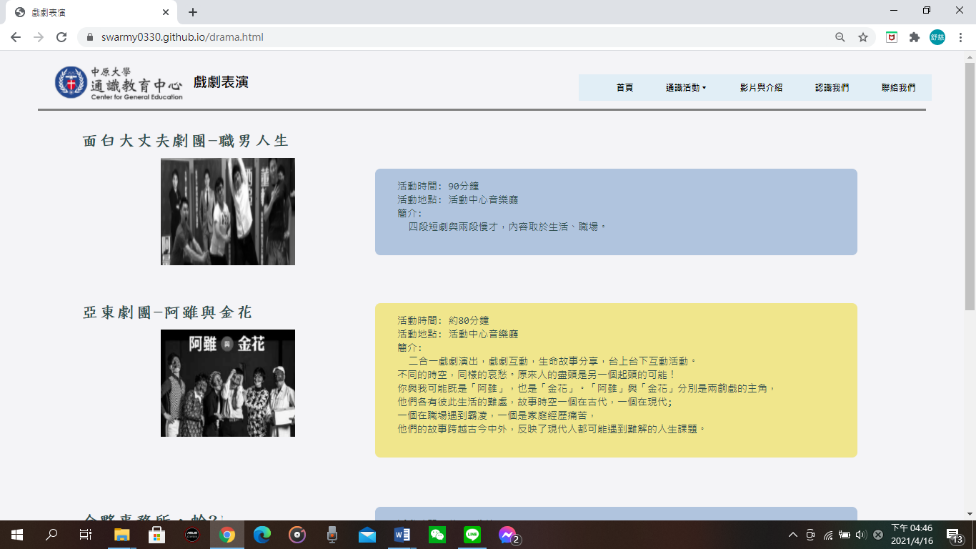 戲劇表演
swarmy0330.github.io/drama.html
舒慈
中原大學
通識教育中心
Center for General Education
戲劇表演
首頁
通識活動
影片與介紹
認識我們
聯絡我們
面白大丈夫劇團-職男人生
活動時間: 90分鐘
活動地點: 活動中心音樂廳
簡介:
四段短劇與兩段慢才，內容取於生活、職場。
亞東劇團-阿雖與金花
阿雖與金花
活動時間: 約80分鐘
活動地點: 活動中心音樂廳
簡介:
二合一戲劇演出，戲劇互動，生命故事分享，台上台下互動活動。
不同的時空，同樣的哀愁。原來人的盡頭是另一個起頭的可能！
你與我可能既是「阿雖」，也是「金花」。「阿雖」與「金花」分別是兩齣戲的主角，
他們各有彼此生活的難處，故事時空一個在古代，一個在現代;
一個在職場遇到霸凌，一個是家庭經歷痛苦，
他們的故事跨越古今中外，反映了現代人都可能遇到難解的人生課題。
下午 04:46
2021/4/16
2
13